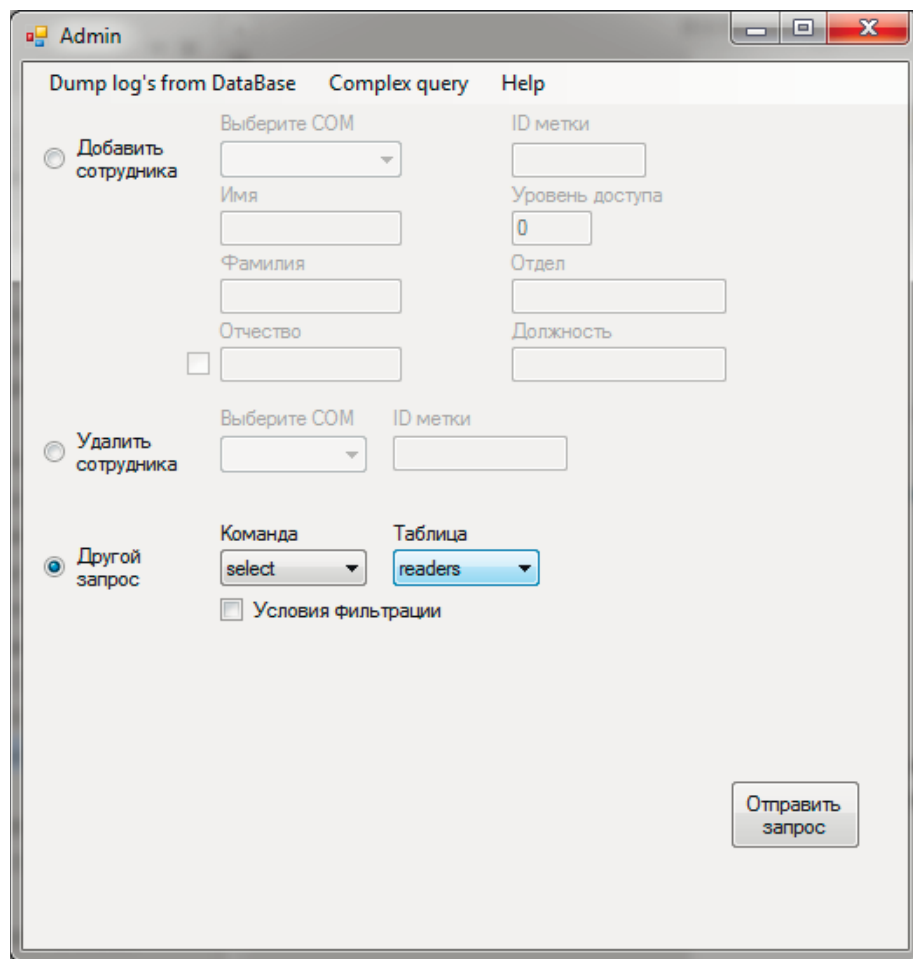 Admin
Dump log's from DataBase Complex query Help
Выберите COM ID метки
Добавить
сотрудника
Имя Уровень доступа
0
Фамилия Отдел
Отчество Должность
Выберите COM ID метки
Удалить
сотрудника
Команда Таблица
Другой
запрос
select readers
Условия фильтрации
Отправить
запрос